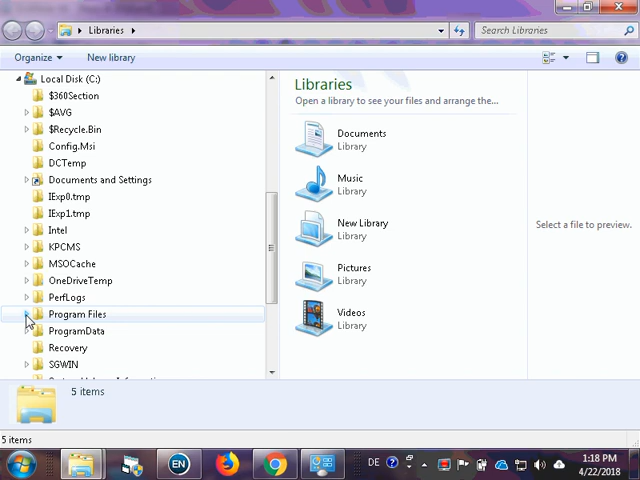 Libraries
Search Libraries
Organize
New library
Local Disk (C:)
$360Section
$AVG
$Recycle.Bin
Config.Msi
DCTemp
Documents and Settings
IExp0.tmp
IExp1.tmp
Intel
KPCMS
MSOCache
OneDriveTemp
PerfLogs
Program Files
ProgramData
Recovery
SGWIN
Libraries
Open a library to see your files and arrange the...
Documents
Library
Music
Library
New Library
Library
Pictures
Library
Videos
Library
Select a file to preview.
5 items
5 items
EN
DE
1:18 PM
4/22/2018